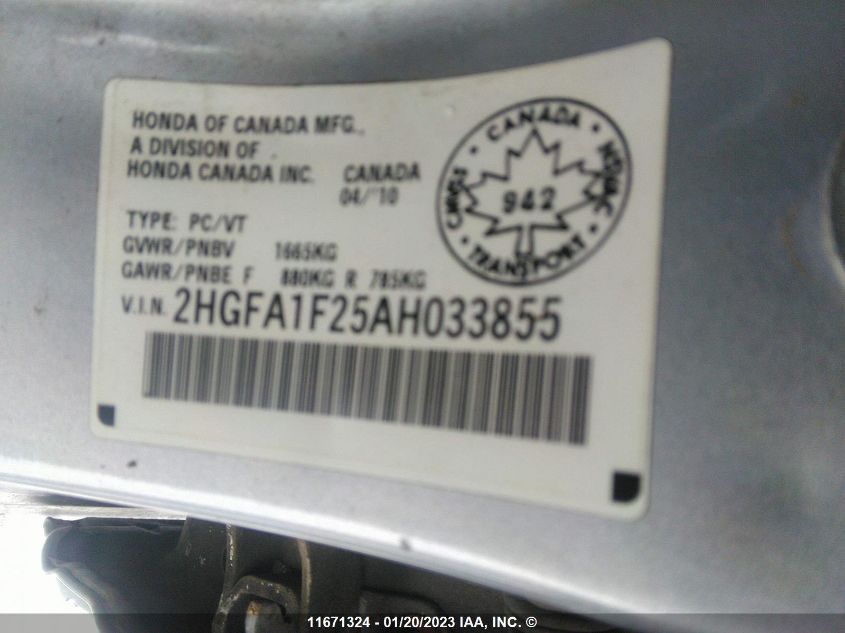 HONDA OF CANADA MFG.,
A DIVISION OF
HONDA CANADA INC. CANADA
04/'10
TYPE: PC/VT
GVWR/PNBV 1665KG
GAWR/PNBE F 880KG R 785KG
V.I.N. 2HGFA1F25AH033855
CANADA
942
TRANSPORT
11671324 - 01/20/2023 IAA, INC. ©